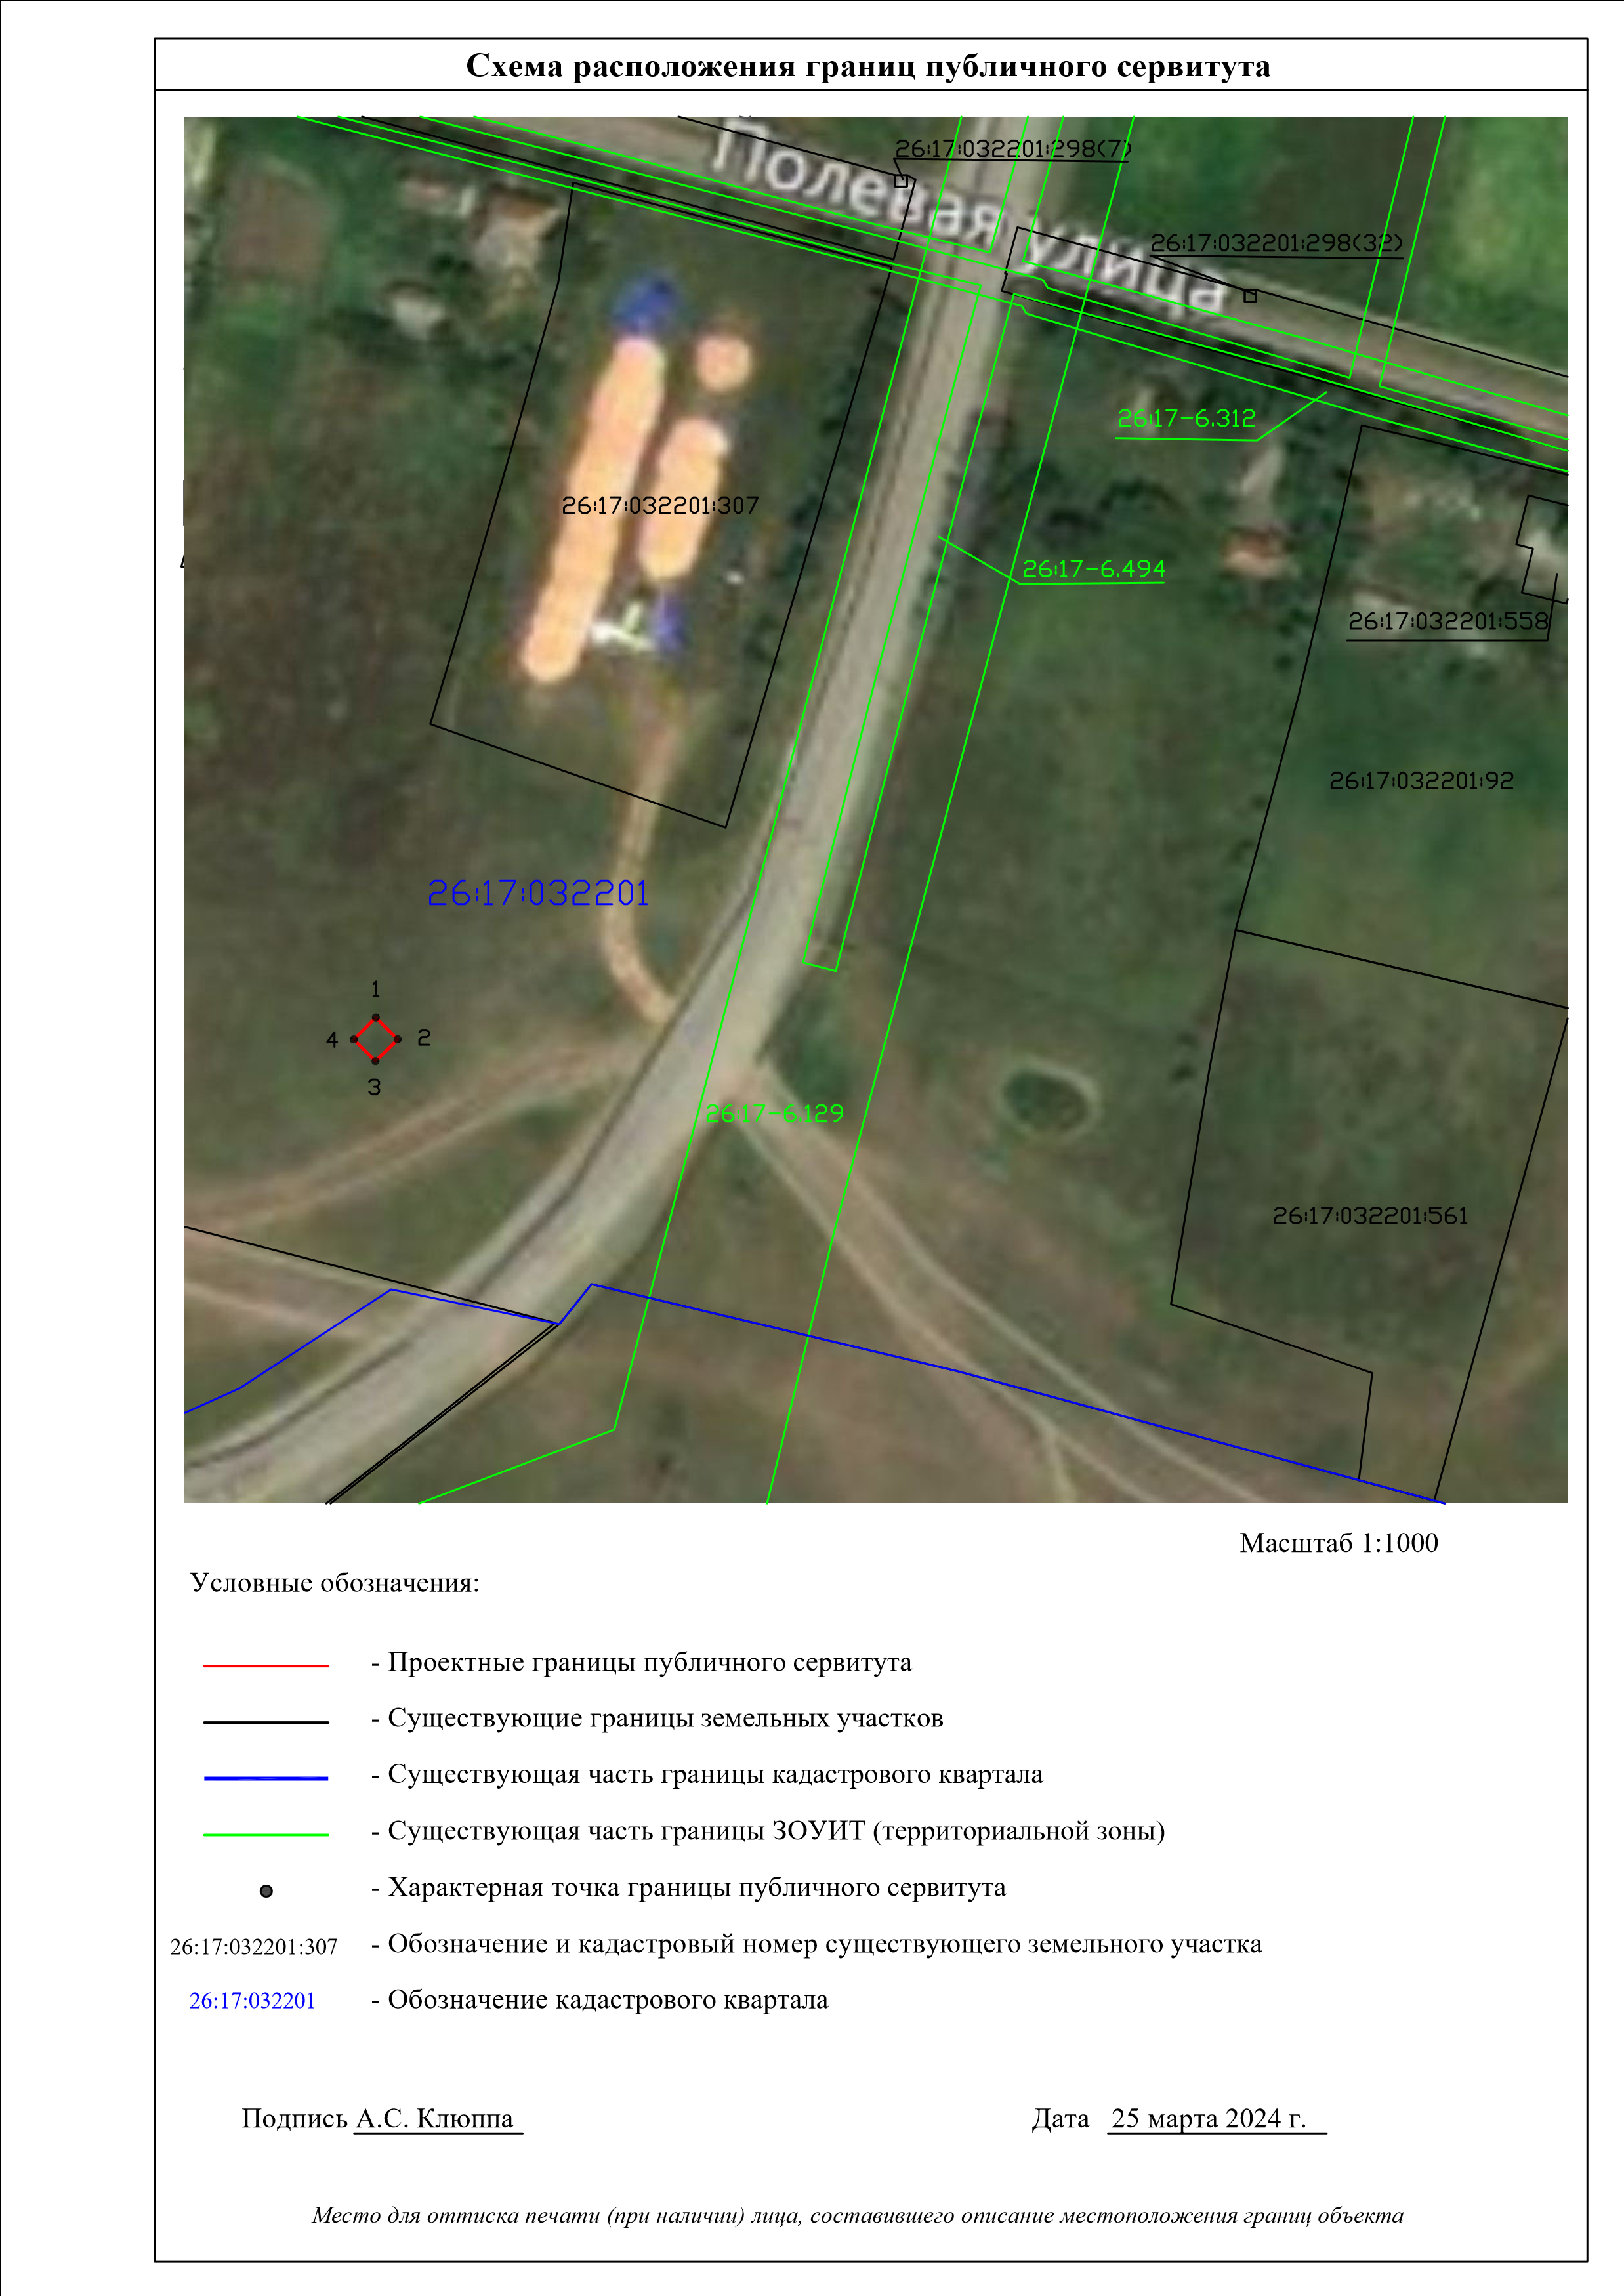 Схема расположения границ публичного сервитута
26:17:032201:298(7)
Полевая улица
26:17:032201:298(32)
26:17-6.312
26:17:032201:307
26:17-6.494
26:17:032201:558
26:17:032201:92
26:17:032201
1
4
2
3
26:17-6.129
26:17:032201:561
Масштаб 1:1000
Условные обозначения:
- Проектные границы публичного сервитута
- Существующие границы земельных участков
- Существующая часть границы кадастрового квартала
- Существующая часть границы ЗОУИТ (территориальной зоны)
- Характерная точка границы публичного сервитута
26:17:032201:307 - Обозначение и кадастровый номер существующего земельного участка
26:17:032201 - Обозначение кадастрового квартала
Подпись А.С. Клюппа Дата 25 марта 2024 г.
Место для оттиска печати (при наличии) лица, составившего описание местоположения границ объекта